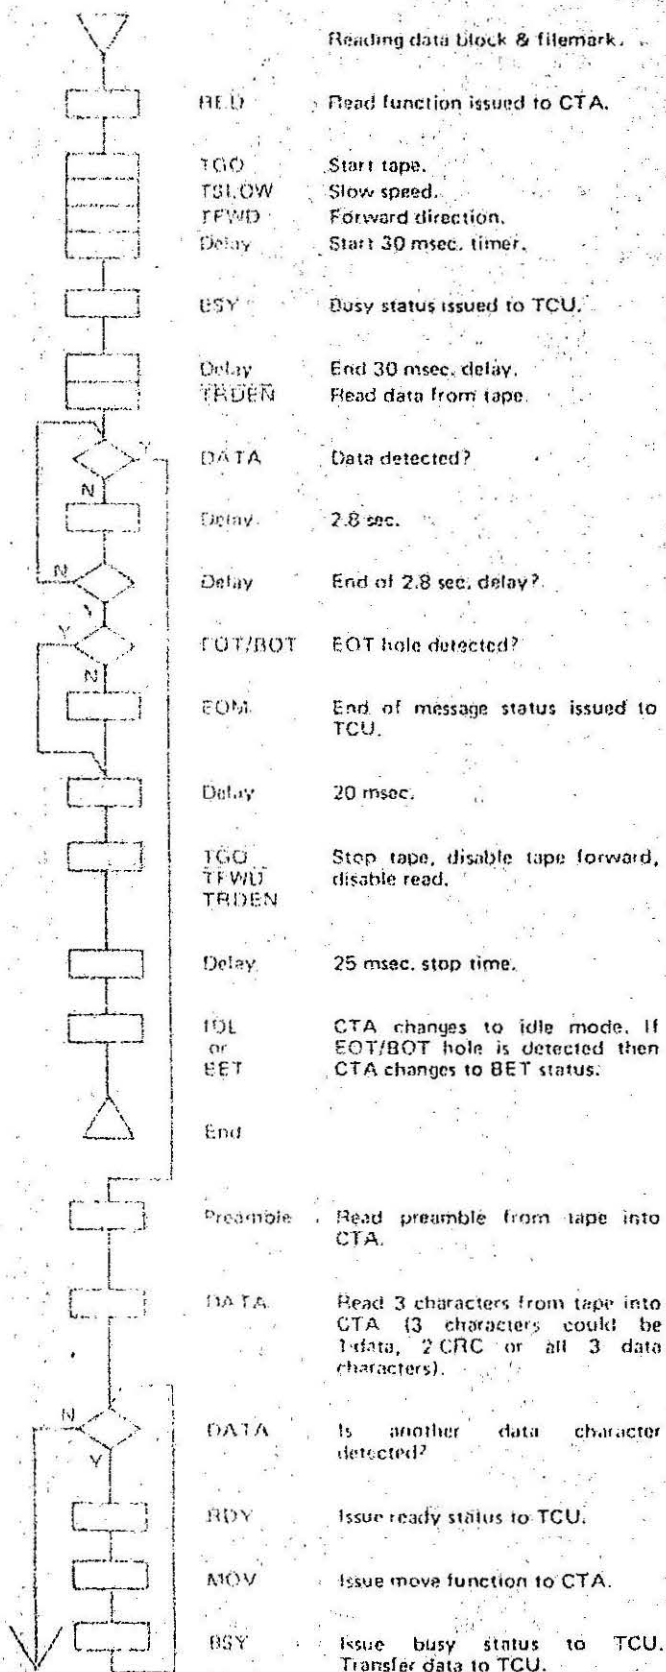 Reading data block & filemark.
RED Read function issued to CTA.
TGO Start tape.
TSLOW Slow speed.
TFWD Forward direction.
Delay Start 30 msec. timer.
BSY Busy status issued to TCU.
Delay End 30 msec. delay.
TRDEN Read data from tape.
Y
DATA Data detected?
N
Delay 2.8 sec.
N
Delay End of 2.8 sec. delay?
Y
Y
EOT/BOT EOT hole detected?
N
EOM End of message status issued to
TCU.
Delay 20 msec.
TGO Stop tape, disable tape forward,
TFWD disable read.
TRDEN
Delay 25 msec. stop time.
IDL CTA changes to idle mode. If
or EOT/BOT hole is detected then
BET CTA changes to BET status.
End
Preamble Read preamble from tape into
CTA.
DATA Read 3 characters from tape into
CTA (3 characters could be
1 data, 2 CRC or all 3 data
characters).
N
DATA Is another data character
detected?
Y
RDY Issue ready status to TCU.
MOV Issue move function to CTA.
BSY Issue busy status to TCU.
Transfer data to TCU.